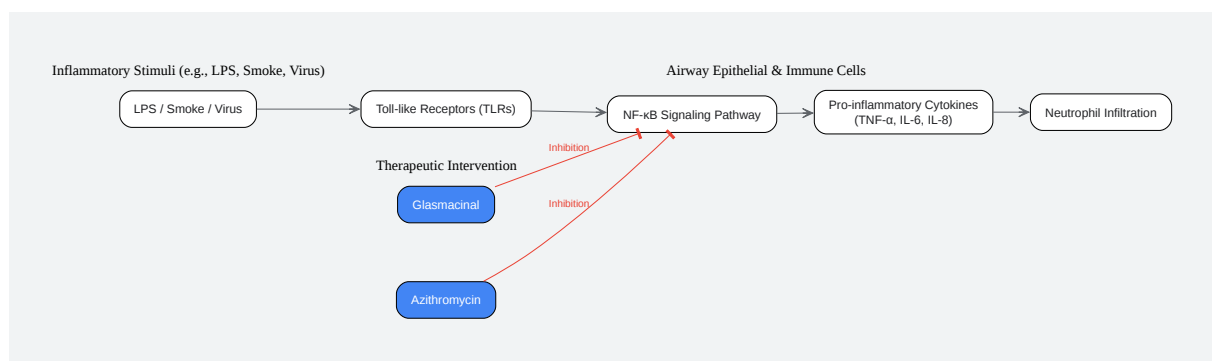 Inflammatory Stimuli (e.g., LPS, Smoke, Virus)
Airway Epithelial & Immune Cells
LPS / Smoke / Virus
Toll-like Receptors (TLRs)
NF-κB Signaling Pathway
Pro-inflammatory Cytokines
(TNF-α, IL-6, IL-8)
Neutrophil Infiltration
Inhibition
Therapeutic Intervention
Glasmacinal
Inhibition
Azithromycin